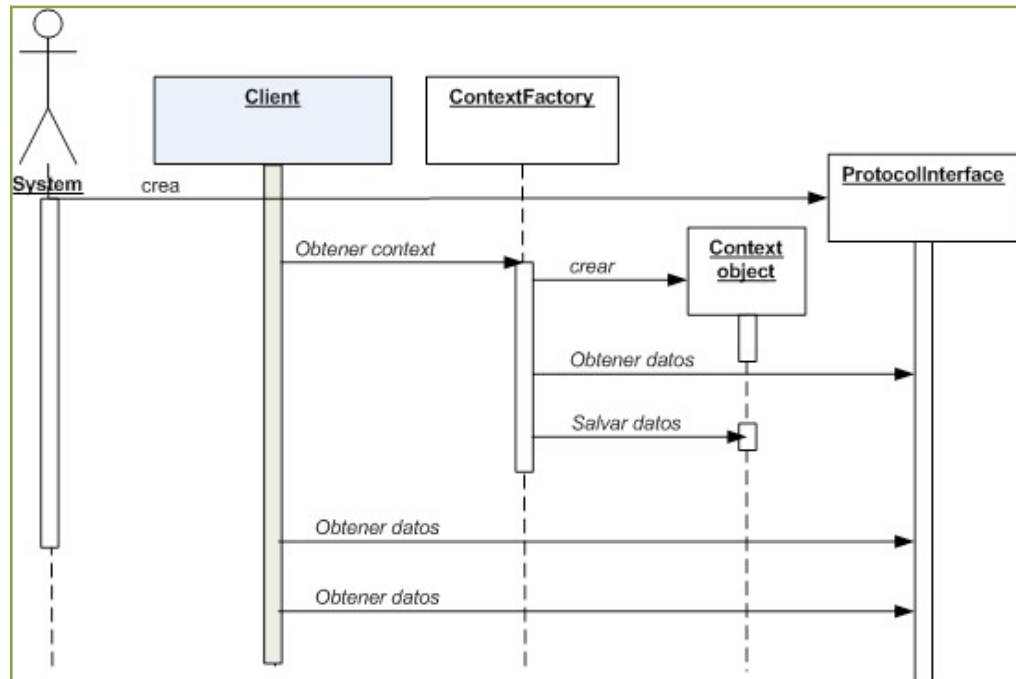 Client
ContextFactory
System
crea
ProtocolInterface
Obtener context
crear
Context
object
Obtener datos
Salvar datos
Obtener datos
Obtener datos